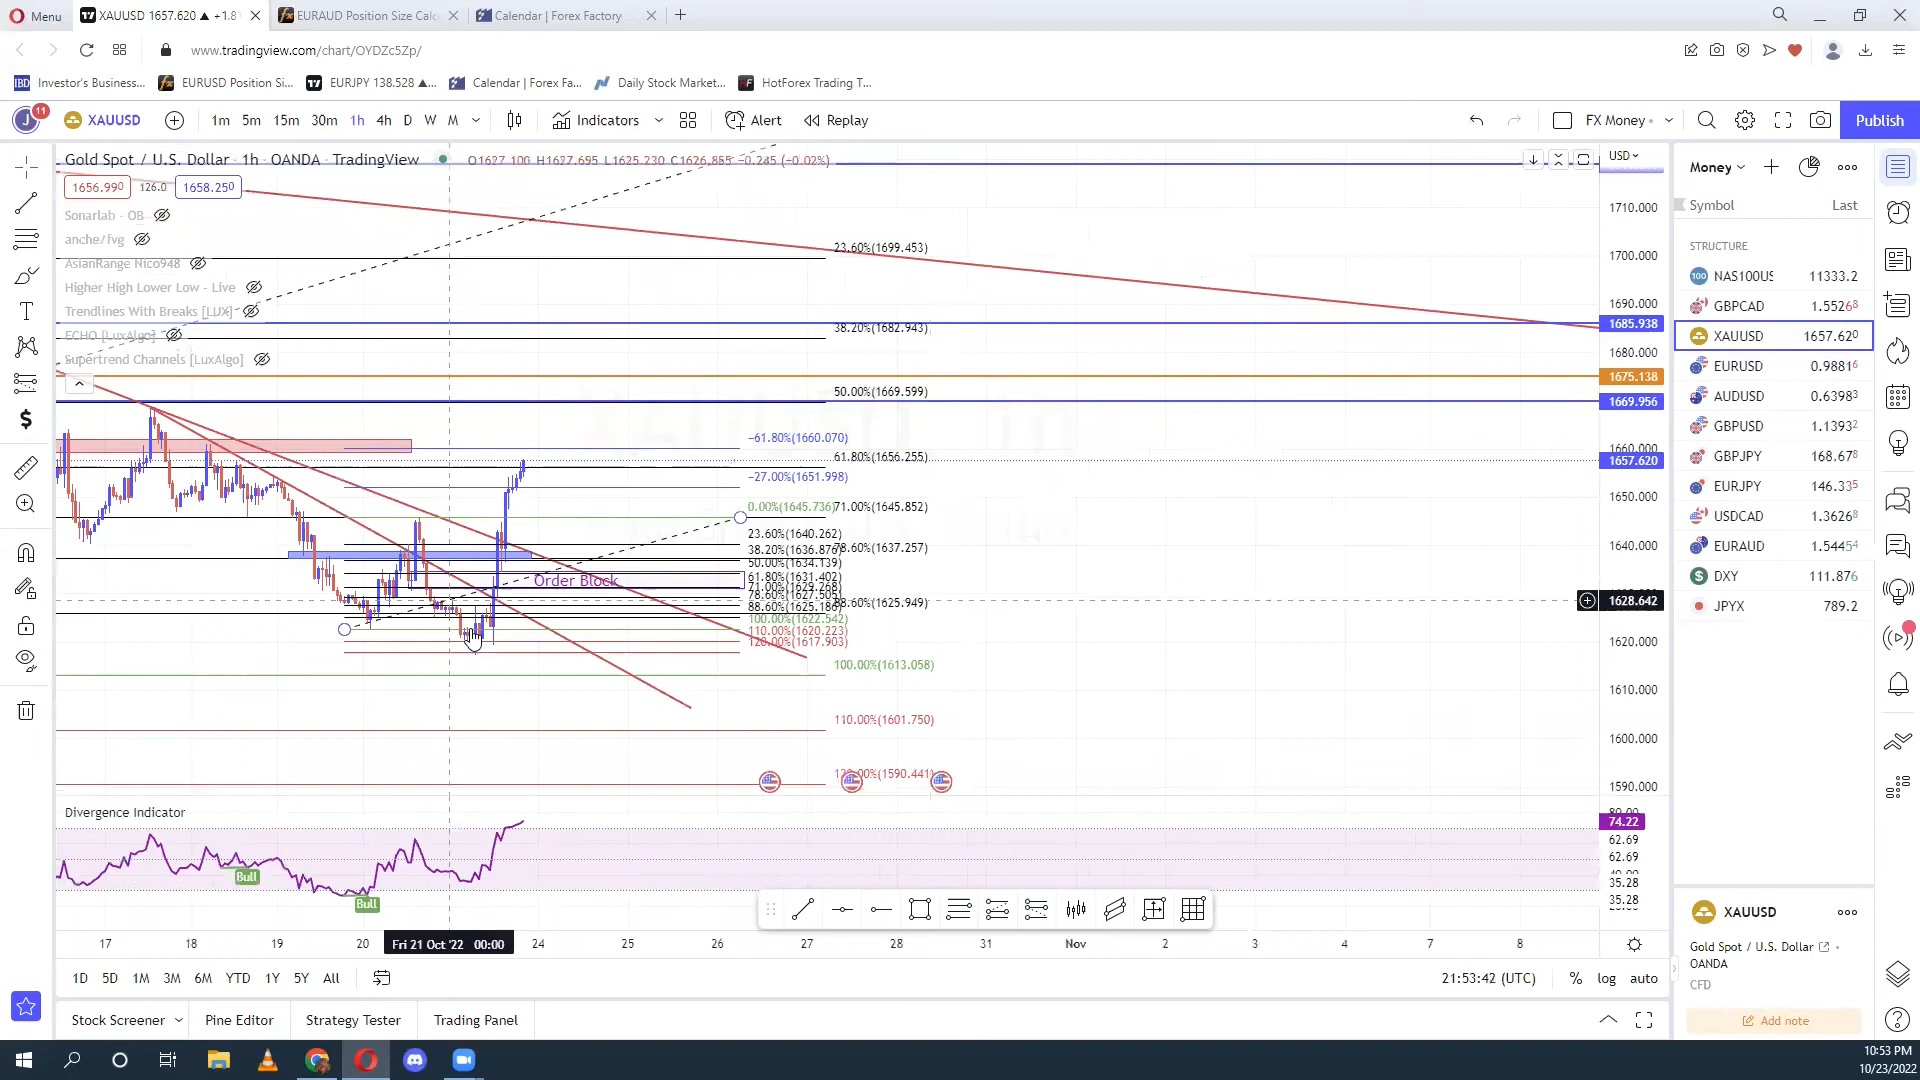 Menu
XAUUSD 1657.620 ▲ +1.8
EURAUD Position Size Calc
Calendar | Forex Factory
www.tradingview.com/chart/OYDZc5Zp/
IBD Investor's Business...
EURUSD Position Si...
EURJPY 138.528 ▲...
Calendar | Forex Fa...
Daily Stock Market...
HotForex Trading T...
J 11
XAUUSD
1m 5m 15m 30m 1h 4h D W M
Indicators
Alert
Replay
FX Money
Publish
Gold Spot / U.S. Dollar · 1h · OANDA · TradingView
O1627.100 H1627.695 L1625.230 C1626.855 −0.245 (−0.02%)
USD
1656.990 126.0 1658.250
Sonarlab - OB
anche/fvg
AsianRange Nico948
Higher High Lower Low - Live
Trendlines With Breaks [LUX]
ECHO [LuxAlgo]
Supertrend Channels [LuxAlgo]
23.60%(1699.453)
38.20%(1682.943)
50.00%(1669.599)
−61.80%(1660.070)
61.80%(1656.255)
−27.00%(1651.998)
0.00%(1645.736)
71.00%(1645.852)
23.60%(1640.262)
38.20%(1636.876)
78.60%(1637.257)
50.00%(1634.139)
61.80%(1631.402)
71.00%(1629.268)
78.60%(1627.505)
88.60%(1625.186)
88.60%(1625.949)
100.00%(1622.542)
110.00%(1620.223)
120.00%(1617.903)
100.00%(1613.058)
110.00%(1601.750)
120.00%(1590.441)
Order Block
1710.000
1700.000
1690.000
1685.938
1680.000
1675.138
1669.956
1660.000
1657.620
1650.000
1640.000
1628.642
1620.000
1610.000
1600.000
1590.000
Divergence Indicator
Bull
Bull
80.00
74.22
62.69
62.69
35.28
35.28
17 18 19 20 Fri 21 Oct '22 00:00 24 25 26 27 28 31 Nov 2 3 4 7 8
1D 5D 1M 3M 6M YTD 1Y 5Y All
21:53:42 (UTC)
% log auto
Stock Screener
Pine Editor
Strategy Tester
Trading Panel
Money
Symbol Last
STRUCTURE
100 NAS100US 11333.2
GBPCAD 1.55268
XAUUSD 1657.620
EURUSD 0.98816
AUDUSD 0.63983
GBPUSD 1.13932
GBPJPY 168.678
EURJPY 146.335
USDCAD 1.36268
EURAUD 1.54454
DXY 111.876
JPYX 789.2
XAUUSD
Gold Spot / U.S. Dollar
OANDA
CFD
Add note
10:53 PM
10/23/2022